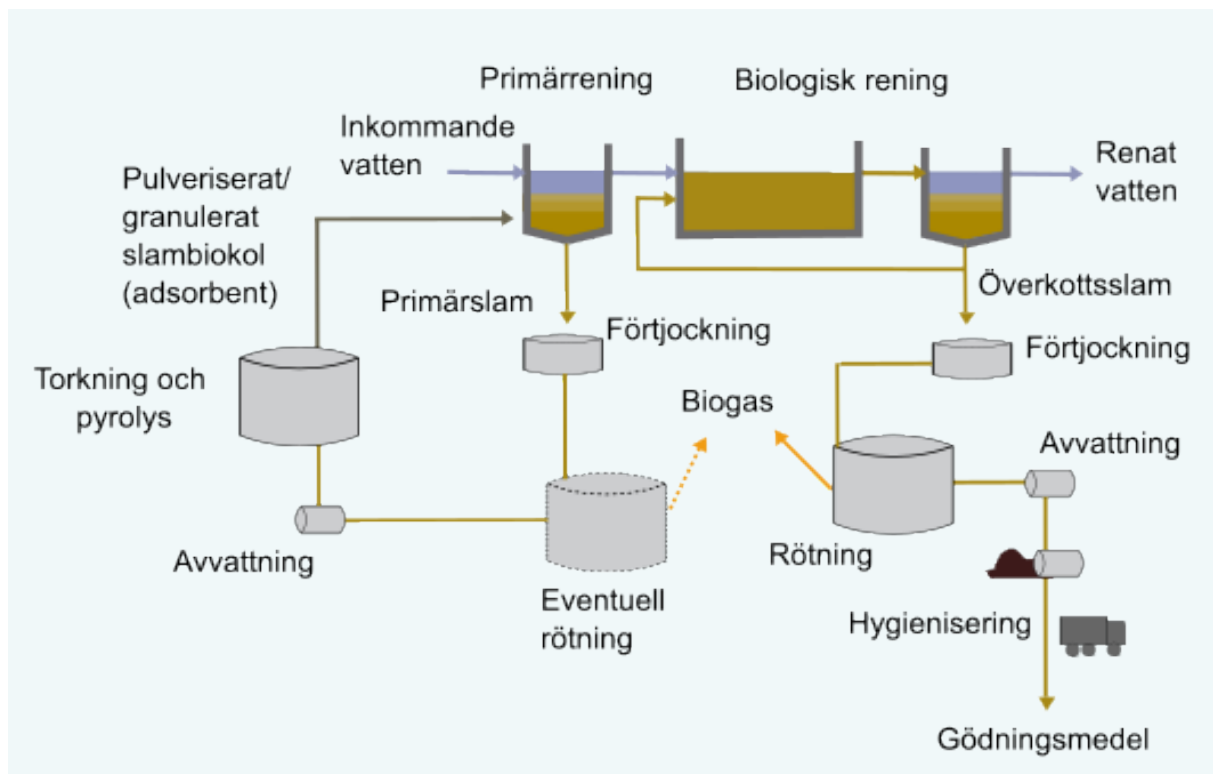 Primärrening
Biologisk rening
Inkommande
vatten
Renat
vatten
Pulveriserat/
granulerat
slambiokol
(adsorbent)
Primärslam
Överkottsslam
Förtjockning
Förtjockning
Torkning och
pyrolys
Biogas
Avvattning
Avvattning
Rötning
Eventuell
rötning
Hygienisering
Gödningsmedel